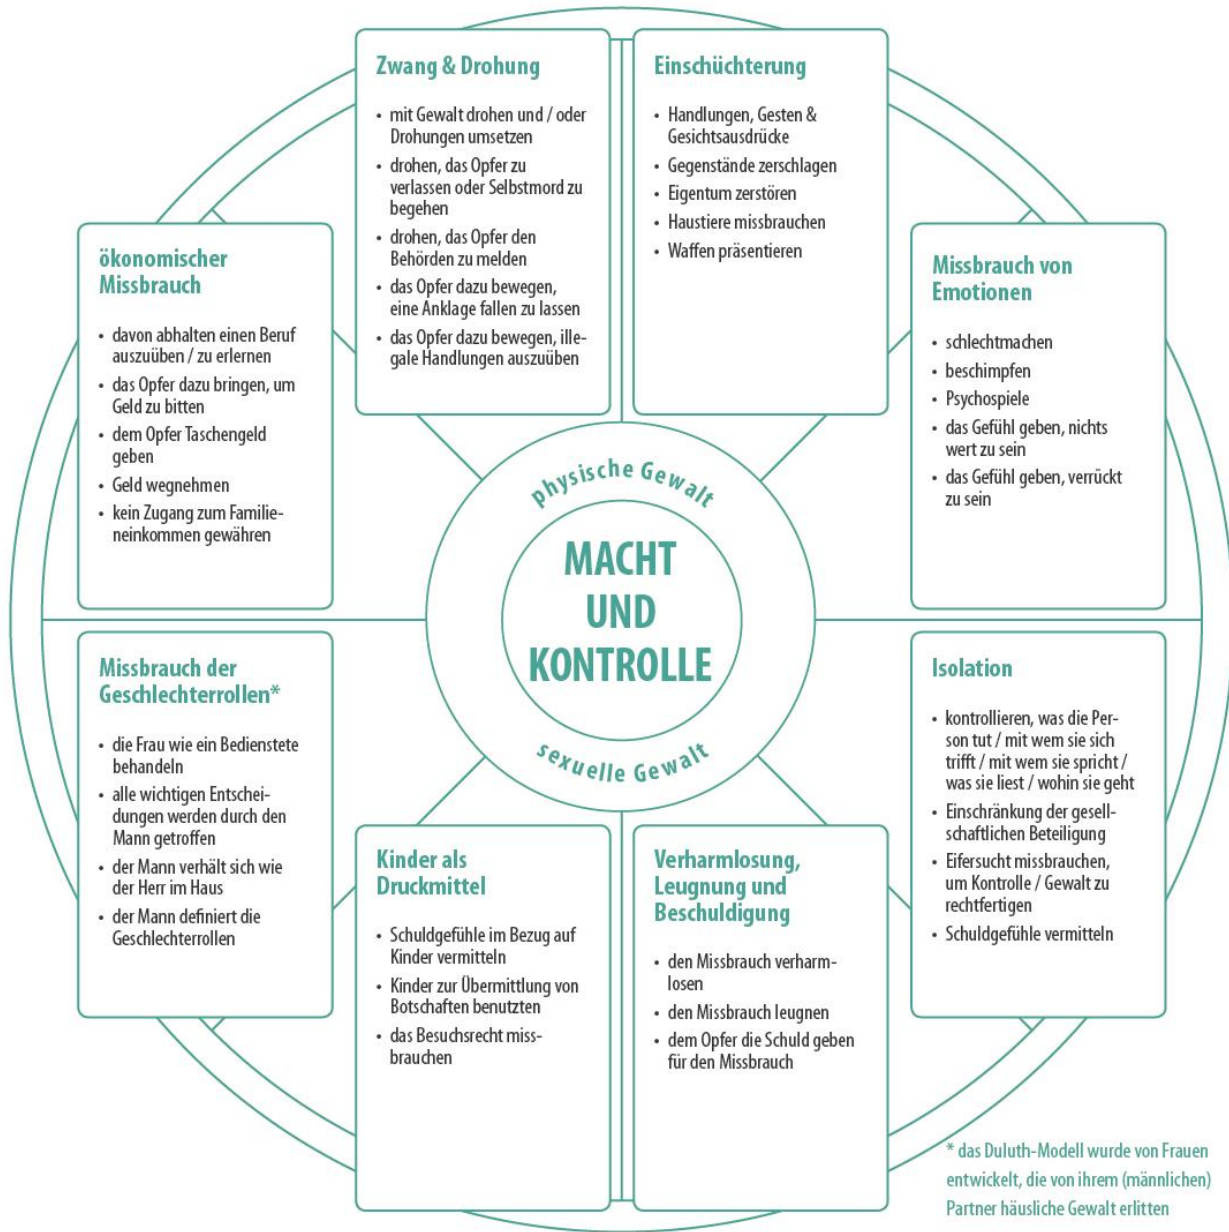 Zwang & Drohung
• mit Gewalt drohen und / oder
Drohungen umsetzen
• drohen, das Opfer zu
verlassen oder Selbstmord zu
begehen
• drohen, das Opfer den
Behörden zu melden
• das Opfer dazu bewegen,
eine Anklage fallen zu lassen
• das Opfer dazu bewegen, ille-
gale Handlungen auszuüben
Einschüchterung
• Handlungen, Gesten &
Gesichtsausdrücke
• Gegenstände zerschlagen
• Eigentum zerstören
• Haustiere missbrauchen
• Waffen präsentieren
ökonomischer
Missbrauch
• davon abhalten einen Beruf
auszuüben / zu erlernen
• das Opfer dazu bringen, um
Geld zu bitten
• dem Opfer Taschengeld
geben
• Geld wegnehmen
• kein Zugang zum Familie-
neinkommen gewähren
Missbrauch von
Emotionen
• schlechtmachen
• beschimpfen
• Psychospiele
• das Gefühl geben, nichts
wert zu sein
• das Gefühl geben, verrückt
zu sein
physische Gewalt
MACHT
UND
KONTROLLE
sexuelle Gewalt
Missbrauch der
Geschlechterrollen*
• die Frau wie ein Bedienstete
behandeln
• alle wichtigen Entschei-
dungen werden durch den
Mann getroffen
• der Mann verhält sich wie
der Herr im Haus
• der Mann definiert die
Geschlechterrollen
Isolation
• kontrollieren, was die Per-
son tut / mit wem sie sich
trifft / mit wem sie spricht /
was sie liest / wohin sie geht
• Einschränkung der gesell-
schaftlichen Beteiligung
• Eifersucht missbrauchen,
um Kontrolle / Gewalt zu
rechtfertigen
• Schuldgefühle vermitteln
Kinder als
Druckmittel
• Schuldgefühle im Bezug auf
Kinder vermitteln
• Kinder zur Übermittlung von
Botschaften benutzten
• das Besuchsrecht miss-
brauchen
Verharmlosung,
Leugnung und
Beschuldigung
• den Missbrauch verharm-
losen
• den Missbrauch leugnen
• dem Opfer die Schuld geben
für den Missbrauch
* das Duluth-Modell wurde von Frauen
entwickelt, die von ihrem (männlichen)
Partner häusliche Gewalt erlitten